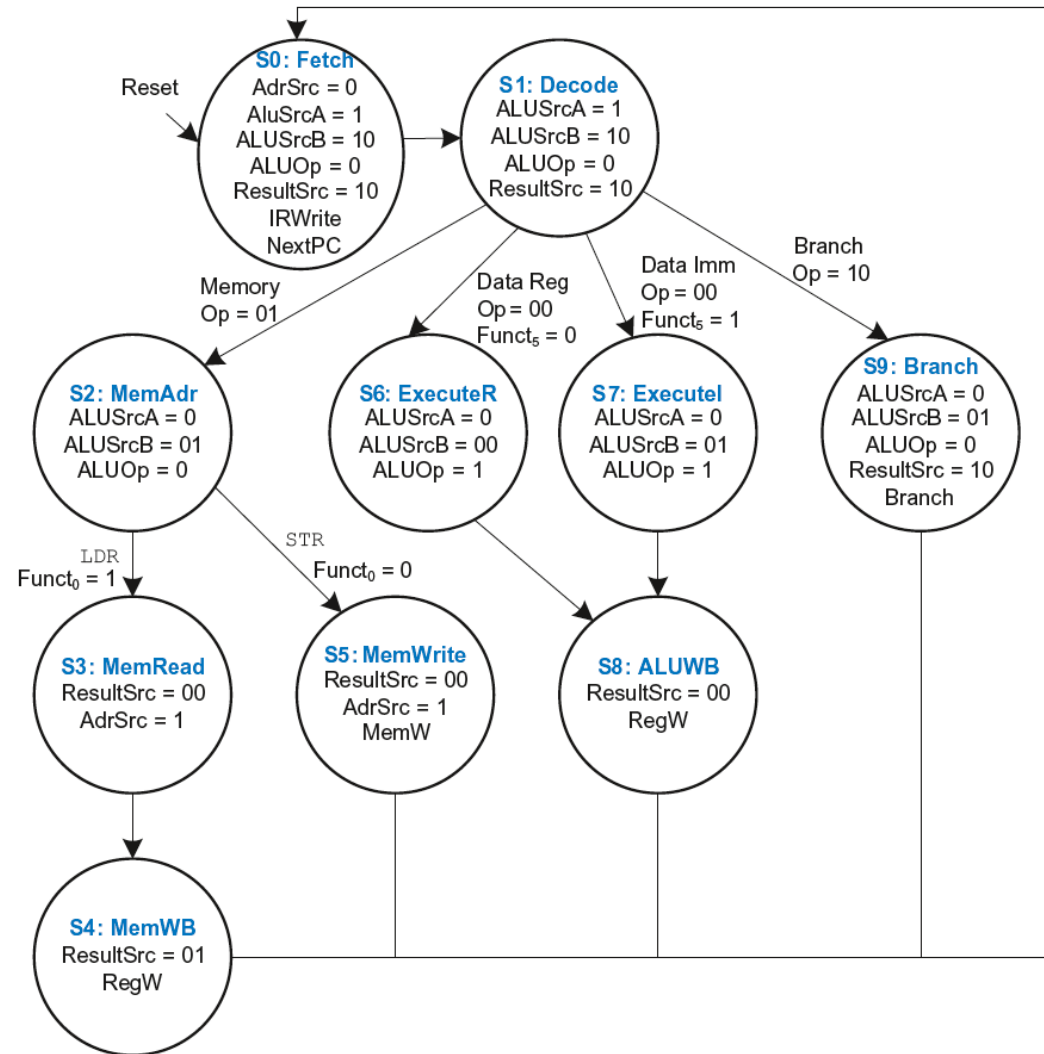 Reset
S0: Fetch
AdrSrc = 0
AluSrcA = 1
ALUSrcB = 10
ALUOp = 0
ResultSrc = 10
IRWrite
NextPC
S1: Decode
ALUSrcA = 1
ALUSrcB = 10
ALUOp = 0
ResultSrc = 10
Memory
Op = 01
Data Reg
Op = 00
Funct₅ = 0
Data Imm
Op = 00
Funct₅ = 1
Branch
Op = 10
S2: MemAdr
ALUSrcA = 0
ALUSrcB = 01
ALUOp = 0
S6: ExecuteR
ALUSrcA = 0
ALUSrcB = 00
ALUOp = 1
S7: ExecuteI
ALUSrcA = 0
ALUSrcB = 01
ALUOp = 1
S9: Branch
ALUSrcA = 0
ALUSrcB = 01
ALUOp = 0
ResultSrc = 10
Branch
LDR
Funct₀ = 1
STR
Funct₀ = 0
S3: MemRead
ResultSrc = 00
AdrSrc = 1
S5: MemWrite
ResultSrc = 00
AdrSrc = 1
MemW
S8: ALUWB
ResultSrc = 00
RegW
S4: MemWB
ResultSrc = 01
RegW